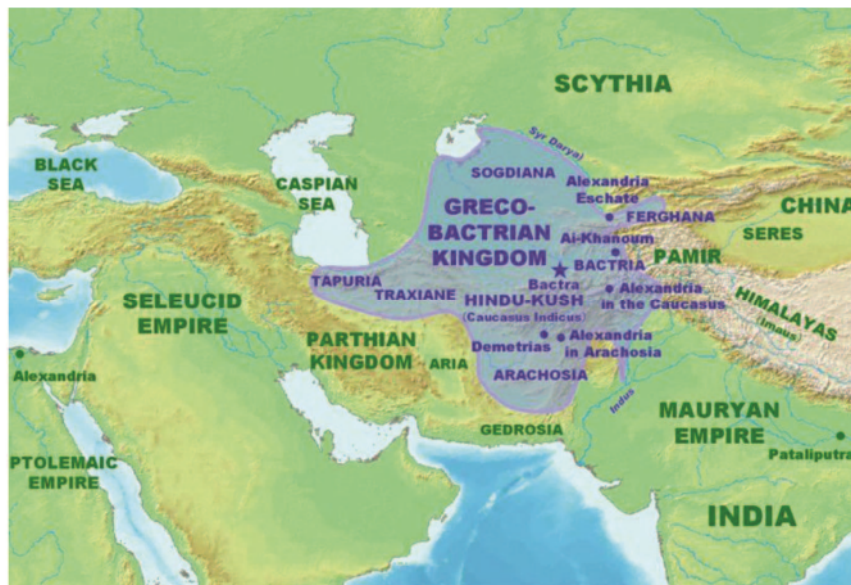 SCYTHIA
BLACK
SEA
CASPIAN
SEA
Syr Darya)
SOGDIANA
Alexandria
Eschate
GRECO-
BACTRIAN
KINGDOM
FERGHANA
CHINA
SERES
Ai-Khanoum
PAMIR
BACTRIA
Bactra
TAPURIA
TRAXIANE
HINDU-KUSH
(Caucasus Indicus)
Alexandria
in the Caucasus
HIMALAYAS
(Imaus)
SELEUCID
EMPIRE
PARTHIAN
KINGDOM
ARIA
Demetrias
Alexandria
in Arachosia
ARACHOSIA
Alexandria
Indus
GEDROSIA
MAURYAN
EMPIRE
Pataliputra
PTOLEMAIC
EMPIRE
INDIA